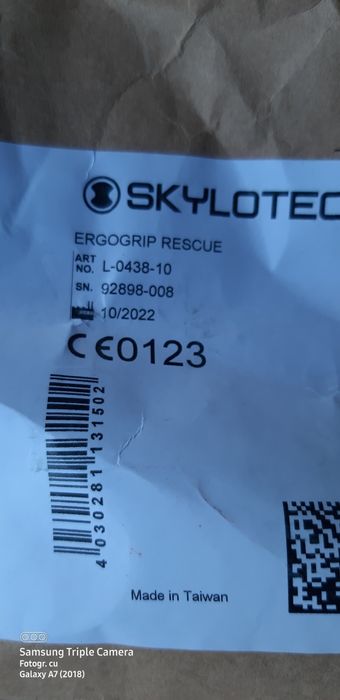 SKYLOTEC
ERGOGRIP RESCUE
ART
NO. L-0438-10
SN. 92898-008
10/2022
CE0123
4 030281 131502
Made in Taiwan
Samsung Triple Camera
Fotogr. cu
Galaxy A7 (2018)